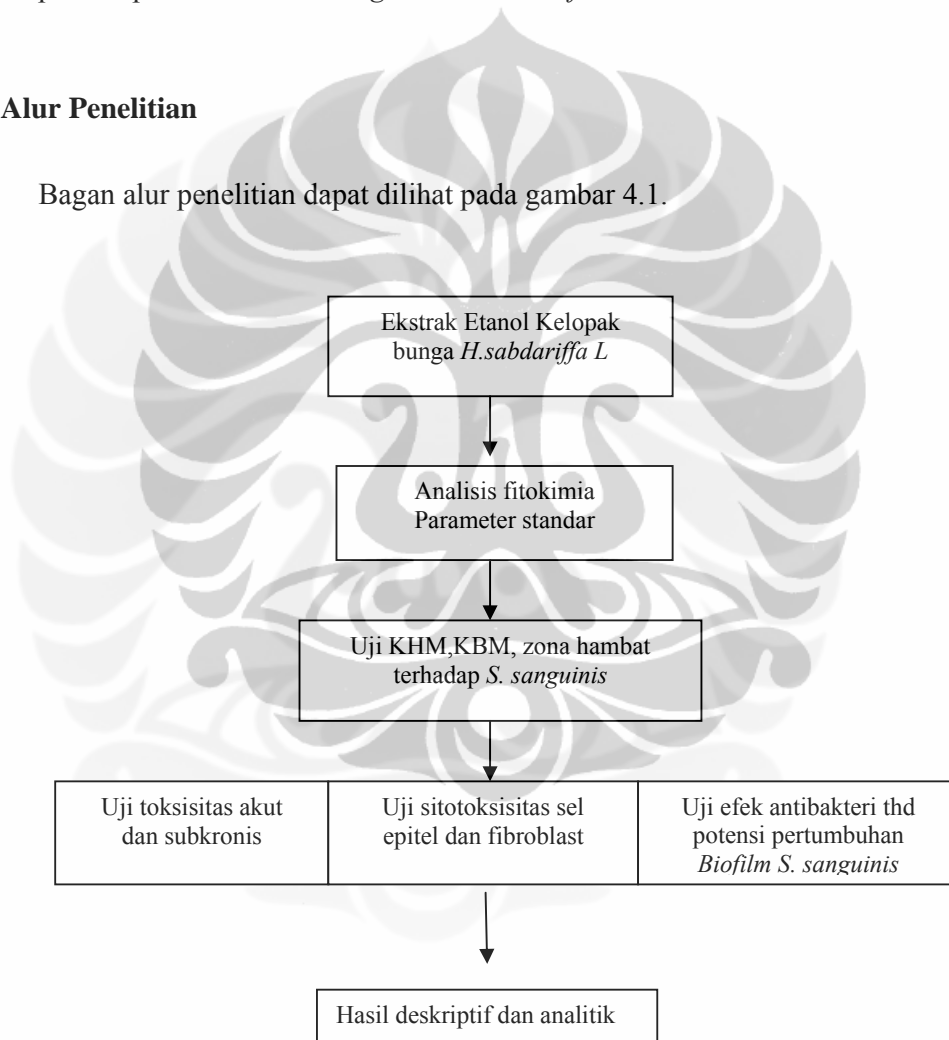 Alur Penelitian
Bagan alur penelitian dapat dilihat pada gambar 4.1.
Ekstrak Etanol Kelopak
bunga H.sabdariffa L
Analisis fitokimia
Parameter standar
Uji KHM,KBM, zona hambat
terhadap S. sanguinis
Uji toksisitas akut
dan subkronis
Uji sitotoksisitas sel
epitel dan fibroblast
Uji efek antibakteri thd
potensi pertumbuhan
Biofilm S. sanguinis
Hasil deskriptif dan analitik